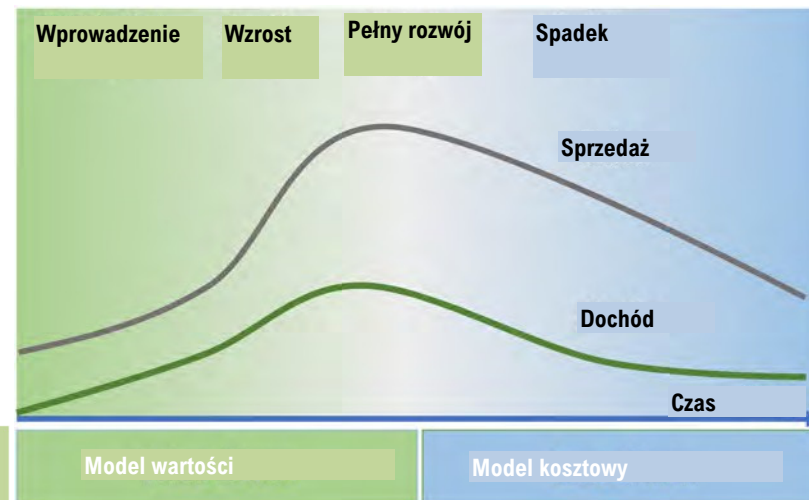 Wprowadzenie
Wzrost
Pełny rozwój
Spadek
Sprzedaż
Dochód
Czas
Model wartości
Model kosztowy